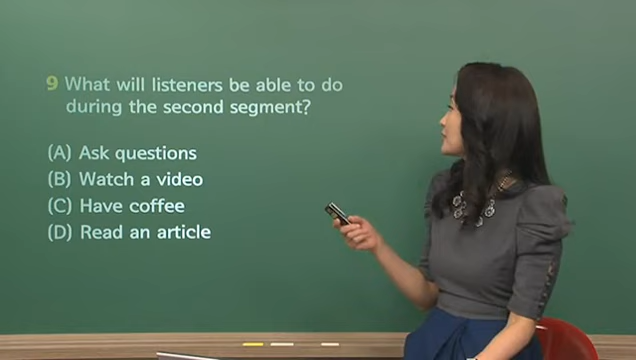 9 What will listeners be able to do
during the second segment?
(A) Ask questions
(B) Watch a video
(C) Have coffee
(D) Read an article